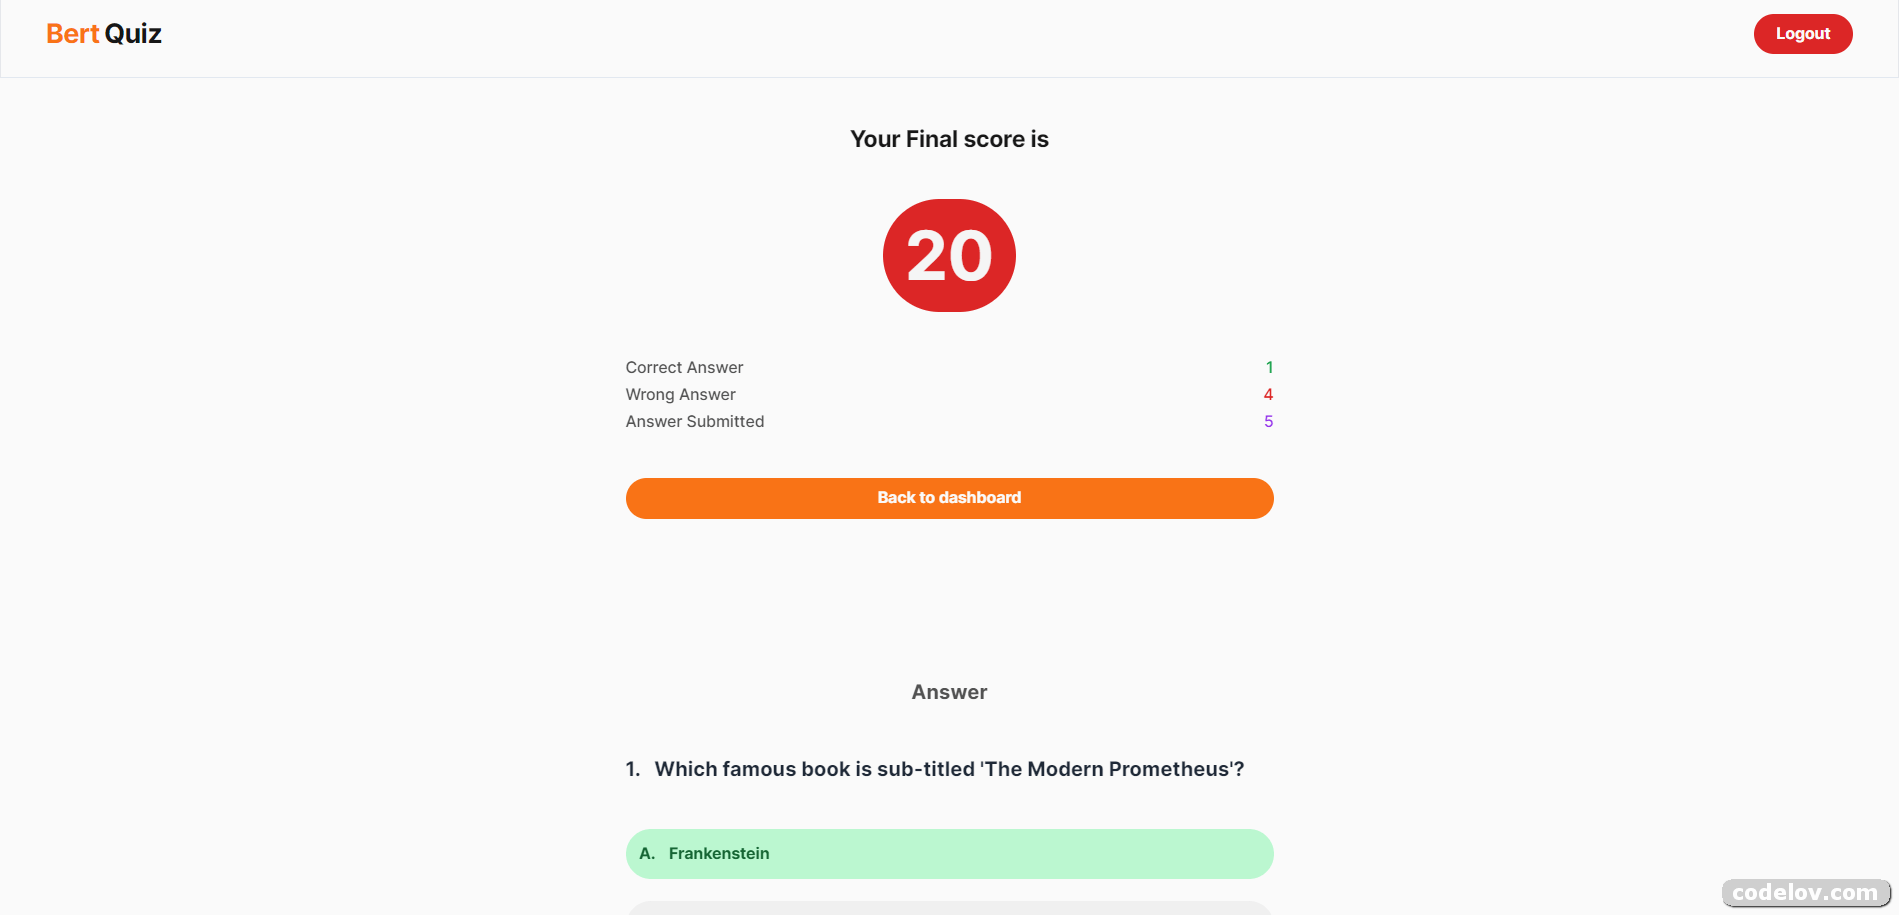 Bert Quiz
Logout
Your Final score is
20
Correct Answer 1
Wrong Answer 4
Answer Submitted 5
Back to dashboard
Answer
1. Which famous book is sub-titled 'The Modern Prometheus'?
A. Frankenstein
codelov.com